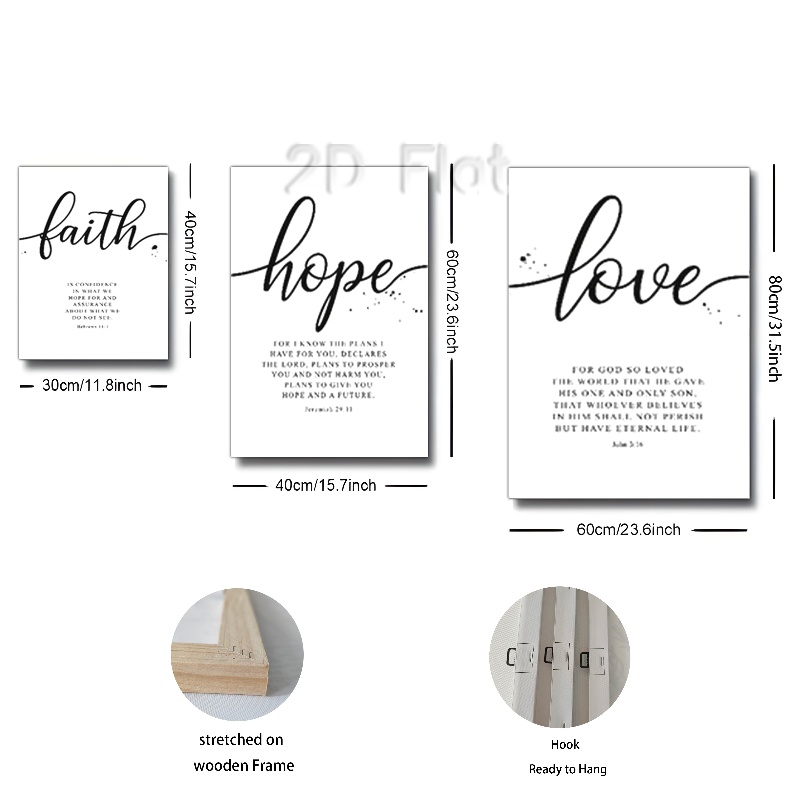 2D Flat
faith.
IS CONFIDENCE
IN WHAT WE
HOPE FOR AND
ASSURANCE
ABOUT WHAT WE
DO NOT SEE.
Hebrews 11:1
40cm/15.7inch
30cm/11.8inch
hope
FOR I KNOW THE PLANS I
HAVE FOR YOU, DECLARES
THE LORD, PLANS TO PROSPER
YOU AND NOT HARM YOU,
PLANS TO GIVE YOU
HOPE AND A FUTURE.
Jeremiah 29:11
60cm/23.6inch
40cm/15.7inch
love
FOR GOD SO LOVED
THE WORLD THAT HE GAVE
HIS ONE AND ONLY SON,
THAT WHOEVER BELIEVES
IN HIM SHALL NOT PERISH
BUT HAVE ETERNAL LIFE.
John 3:16
80cm/31.5inch
60cm/23.6inch
stretched on
wooden Frame
Hook
Ready to Hang